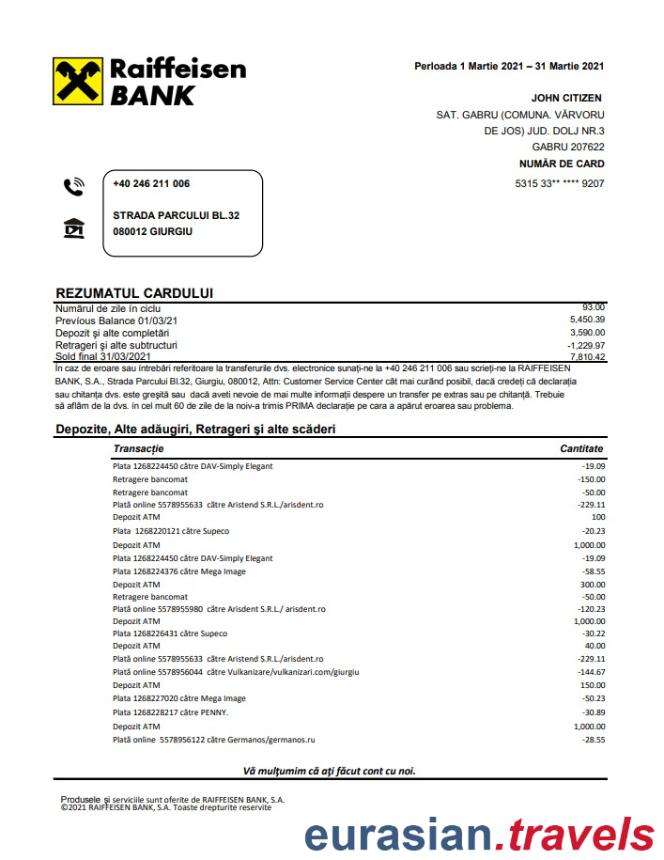 Raiffeisen
BANK
Perloada 1 Martie 2021 – 31 Martie 2021
JOHN CITIZEN
SAT. GABRU (COMUNA. VĂRVORU
DE JOS) JUD. DOLJ NR.3
GABRU 207622
NUMĂR DE CARD
5315 33** **** 9207
+40 246 211 006
STRADA PARCULUI BL.32
080012 GIURGIU
REZUMATUL CARDULUI
Numărul de zile în ciclu 93.00
Previous Balance 01/03/21 5,450.39
Depozit și alte completări 3,590.00
Retrageri și alte subtructuri -1,229.97
Sold final 31/03/2021 7,810.42
În caz de eroare sau întrebări referitoare la transferurile dvs. electronice sunați-ne la +40 246 211 006 sau scrieți-ne la RAIFFEISEN
BANK, S.A., Strada Parcului Bl.32, Giurgiu, 080012, Attn: Customer Service Center cât mai curând posibil, dacă credeți că declarația
sau chitanța dvs. este greșită sau dacă aveti nevoie de mai multe informații despere un transfer pe extras sau pe chitanță. Trebuie
să aflăm de la dvs. in cel mult 60 de zile de la noi-v-a trimis PRIMA declarație pe cara a apărut eroarea sau problema.
Depozite, Alte adăugiri, Retrageri și alte scăderi
Transacție Cantitate
Plata 1268224450 către DAV-Simply Elegant -19.09
Retragere bancomat -150.00
Retragere bancomat -50.00
Plată online 5578955633 către Aristend S.R.L./arisdent.ro -229.11
Depozit ATM 100
Plata 1268220121 către Supeco -20.23
Depozit ATM 1,000.00
Plata 1268224450 către DAV-Simply Elegant -19.09
Plata 1268224376 către Mega Image -58.55
Depozit ATM 300.00
Retragere bancomat -50.00
Plată online 5578955980 către Arisdent S.R.L./ arisdent.ro -120.23
Depozit ATM 1,000.00
Plata 1268226431 către Supeco -30.22
Depozit ATM 40.00
Plată online 5578955633 către Aristend S.R.L./arisdent.ro -229.11
Plată online 5578956044 către Vulkanizare/vulkanizari.com/giurgiu -144.67
Depozit ATM 150.00
Plata 1268227020 către Mega Image -50.23
Plata 1268228217 către PENNY. -30.89
Depozit ATM 1,000.00
Plată online 5578956122 către Germanos/germanos.ru -28.55
Vă mulțumim că ați făcut cont cu noi.
Produsele și serviciile sunt oferite de RAIFFEISEN BANK, S.A.
©2021 RAIFFEISEN BANK, S.A. Toaste drepturite reservite
eurasian.travels